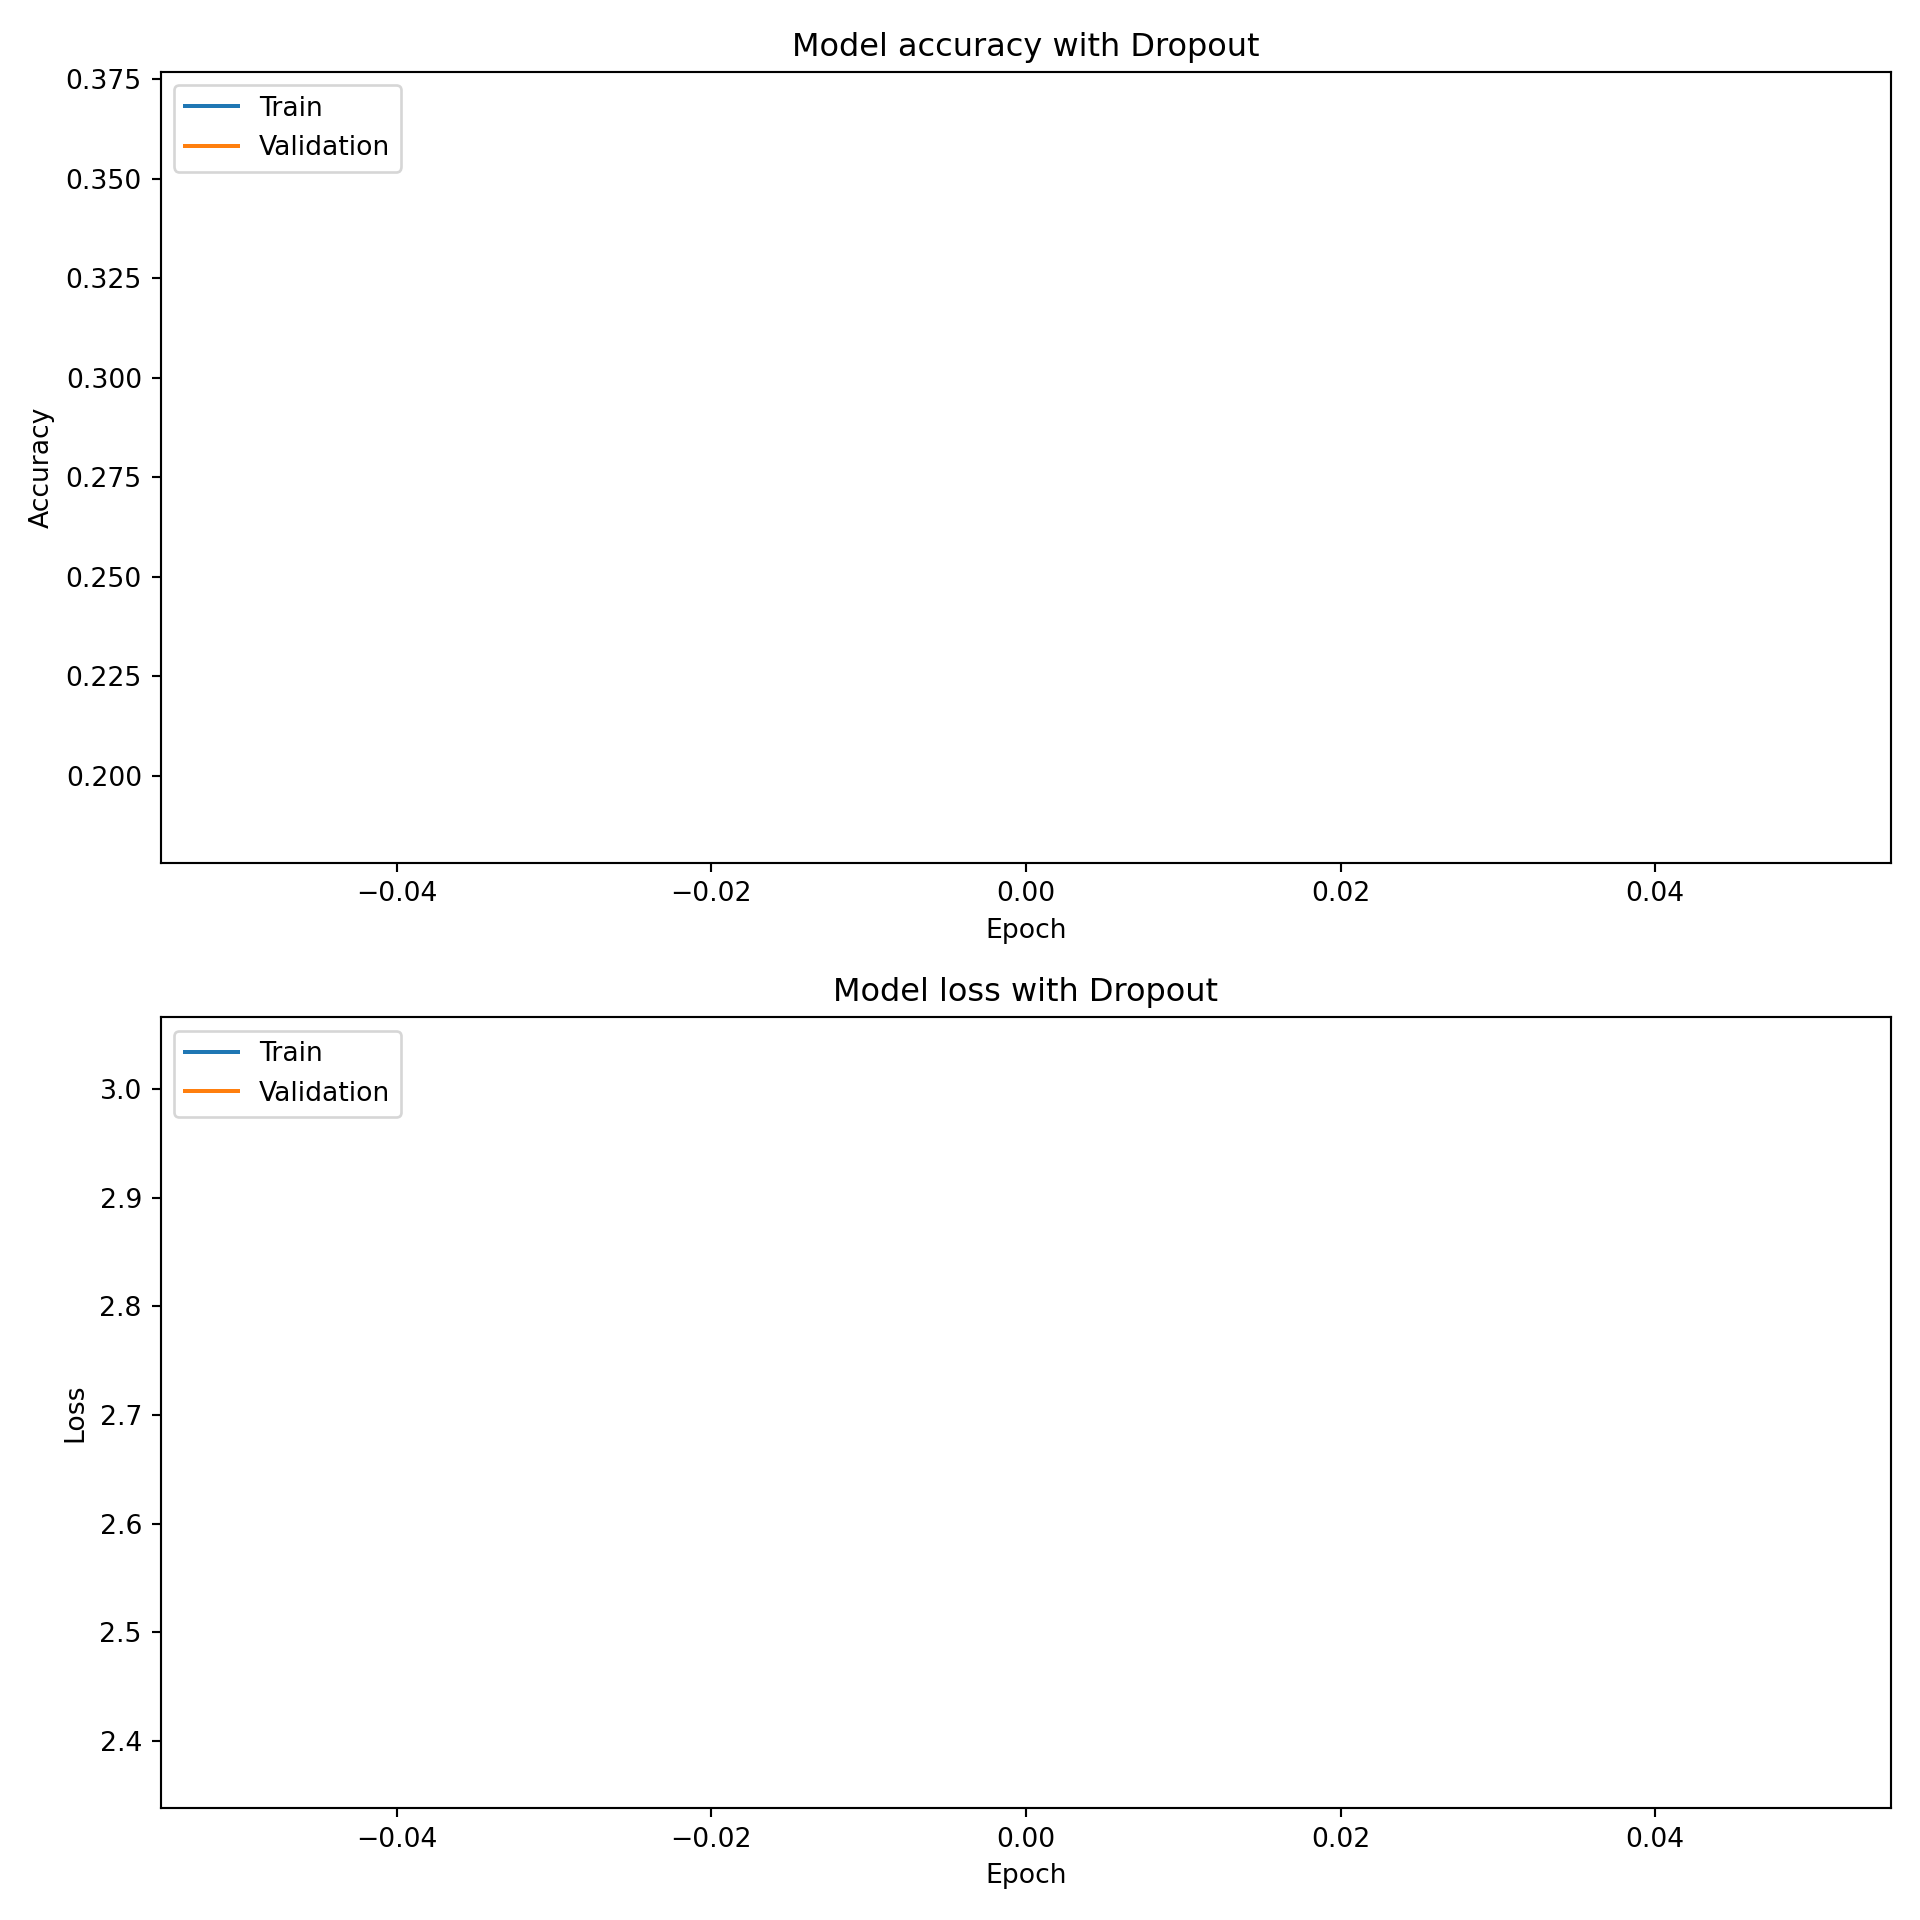 Model accuracy with Dropout
0.375
Train
Validation
0.350
0.325
0.300
0.275
0.250
0.225
0.200
Accuracy
−0.04 −0.02 0.00 0.02 0.04
Epoch
Model loss with Dropout
Train
Validation
3.0
2.9
2.8
2.7
2.6
2.5
2.4
Loss
−0.04 −0.02 0.00 0.02 0.04
Epoch